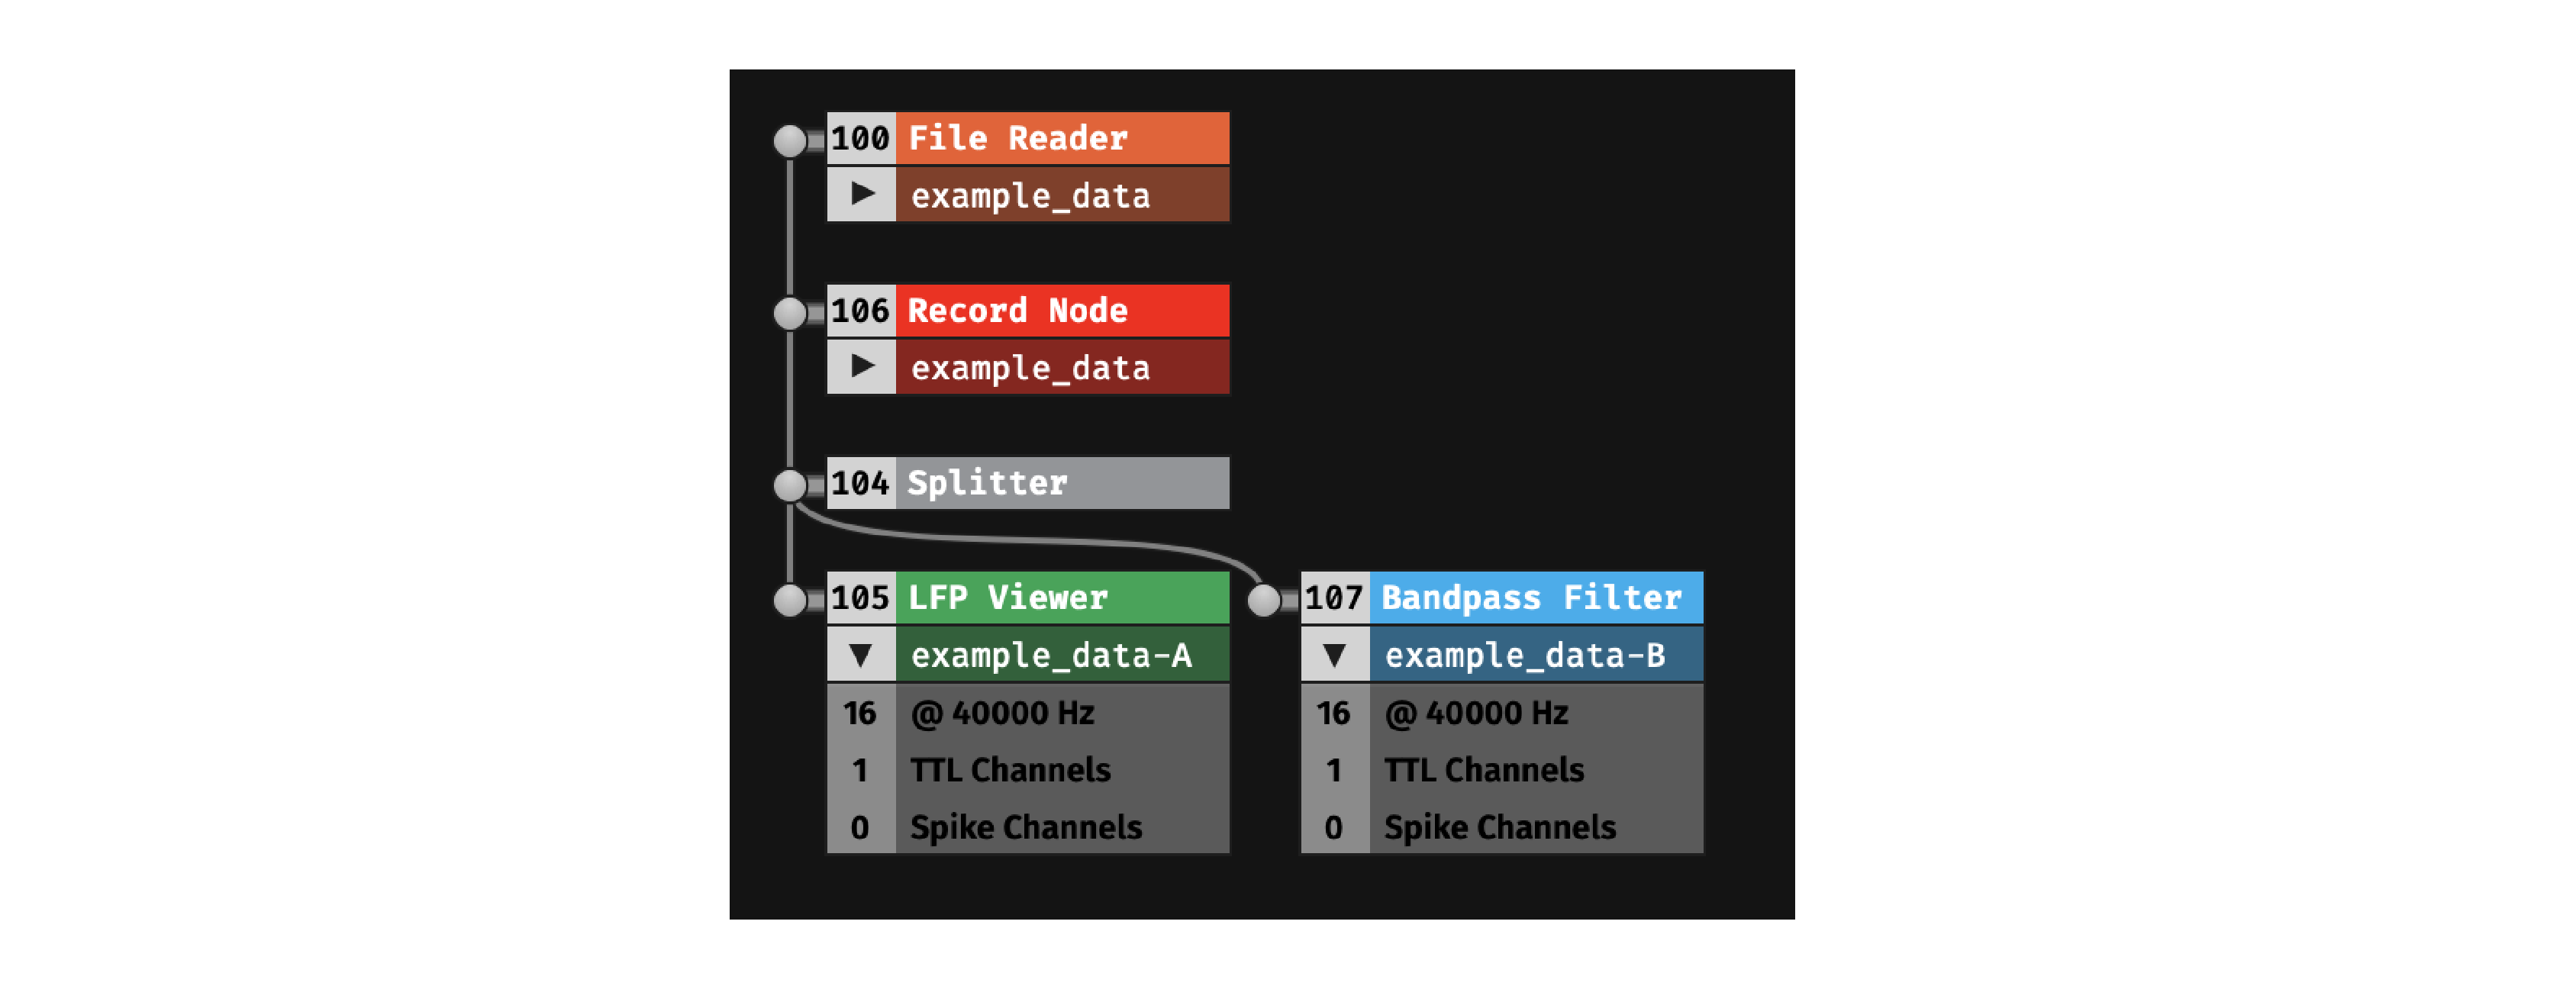 100 File Reader
example_data
106 Record Node
example_data
104 Splitter
105 LFP Viewer
example_data-A
16 @ 40000 Hz
1 TTL Channels
0 Spike Channels
107 Bandpass Filter
example_data-B
16 @ 40000 Hz
1 TTL Channels
0 Spike Channels